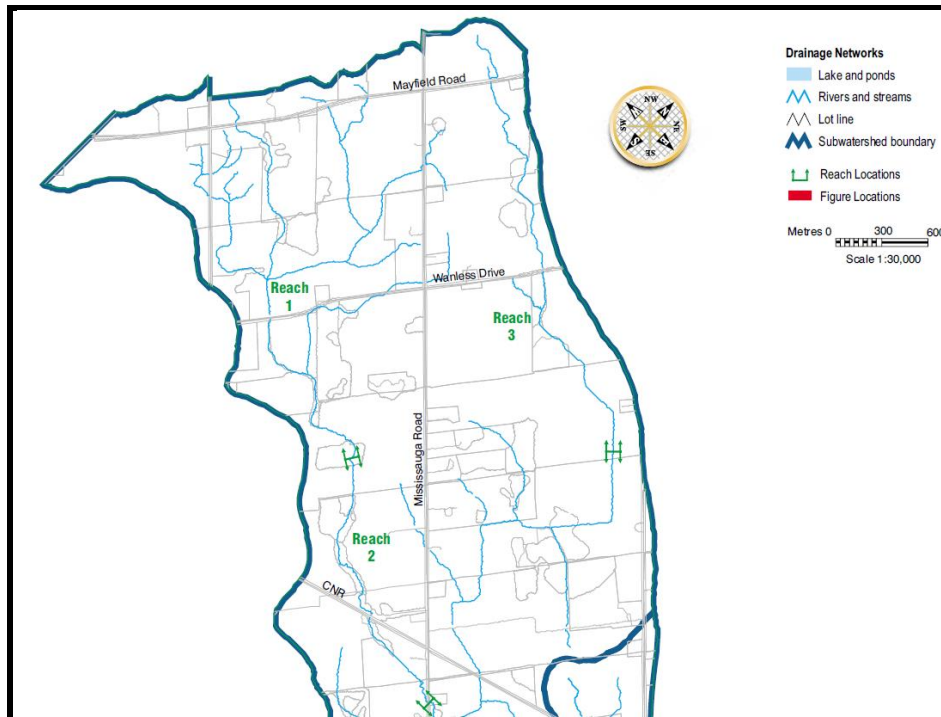 Mayfield Road
Drainage Networks
Lake and ponds
Rivers and streams
Lot line
Subwatershed boundary
Reach Locations
Figure Locations
Metres 0 300 600
Scale 1:30,000
NW
SW
NE
SE
Wanless Drive
Reach
1
Reach
3
Mississauga Road
Reach
2
CNR